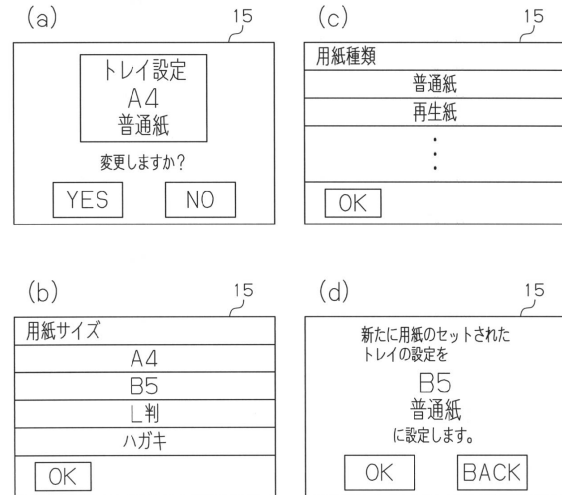 (a)
15
トレイ設定
A4
普通紙
変更しますか?
YES
NO
(c)
15
用紙種類
普通紙
再生紙
OK
(b)
15
用紙サイズ
A4
B5
L判
ハガキ
OK
(d)
15
新たに用紙のセットされた
トレイの設定を
B5
普通紙
に設定します。
OK
BACK